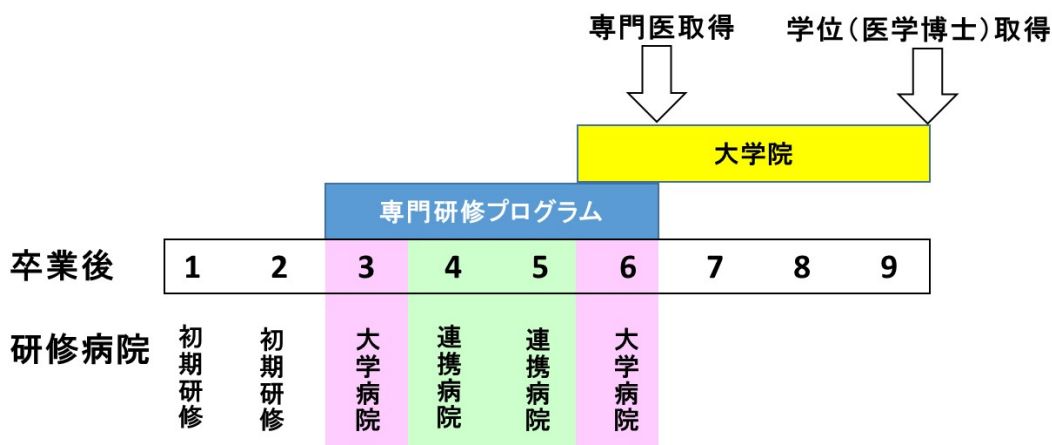 専門医取得
学位(医学博士)取得
大学院
専門研修プログラム
卒業後 1 2 3 4 5 6 7 8 9
研修病院
初期研修
初期研修
大学病院
連携病院
連携病院
大学病院